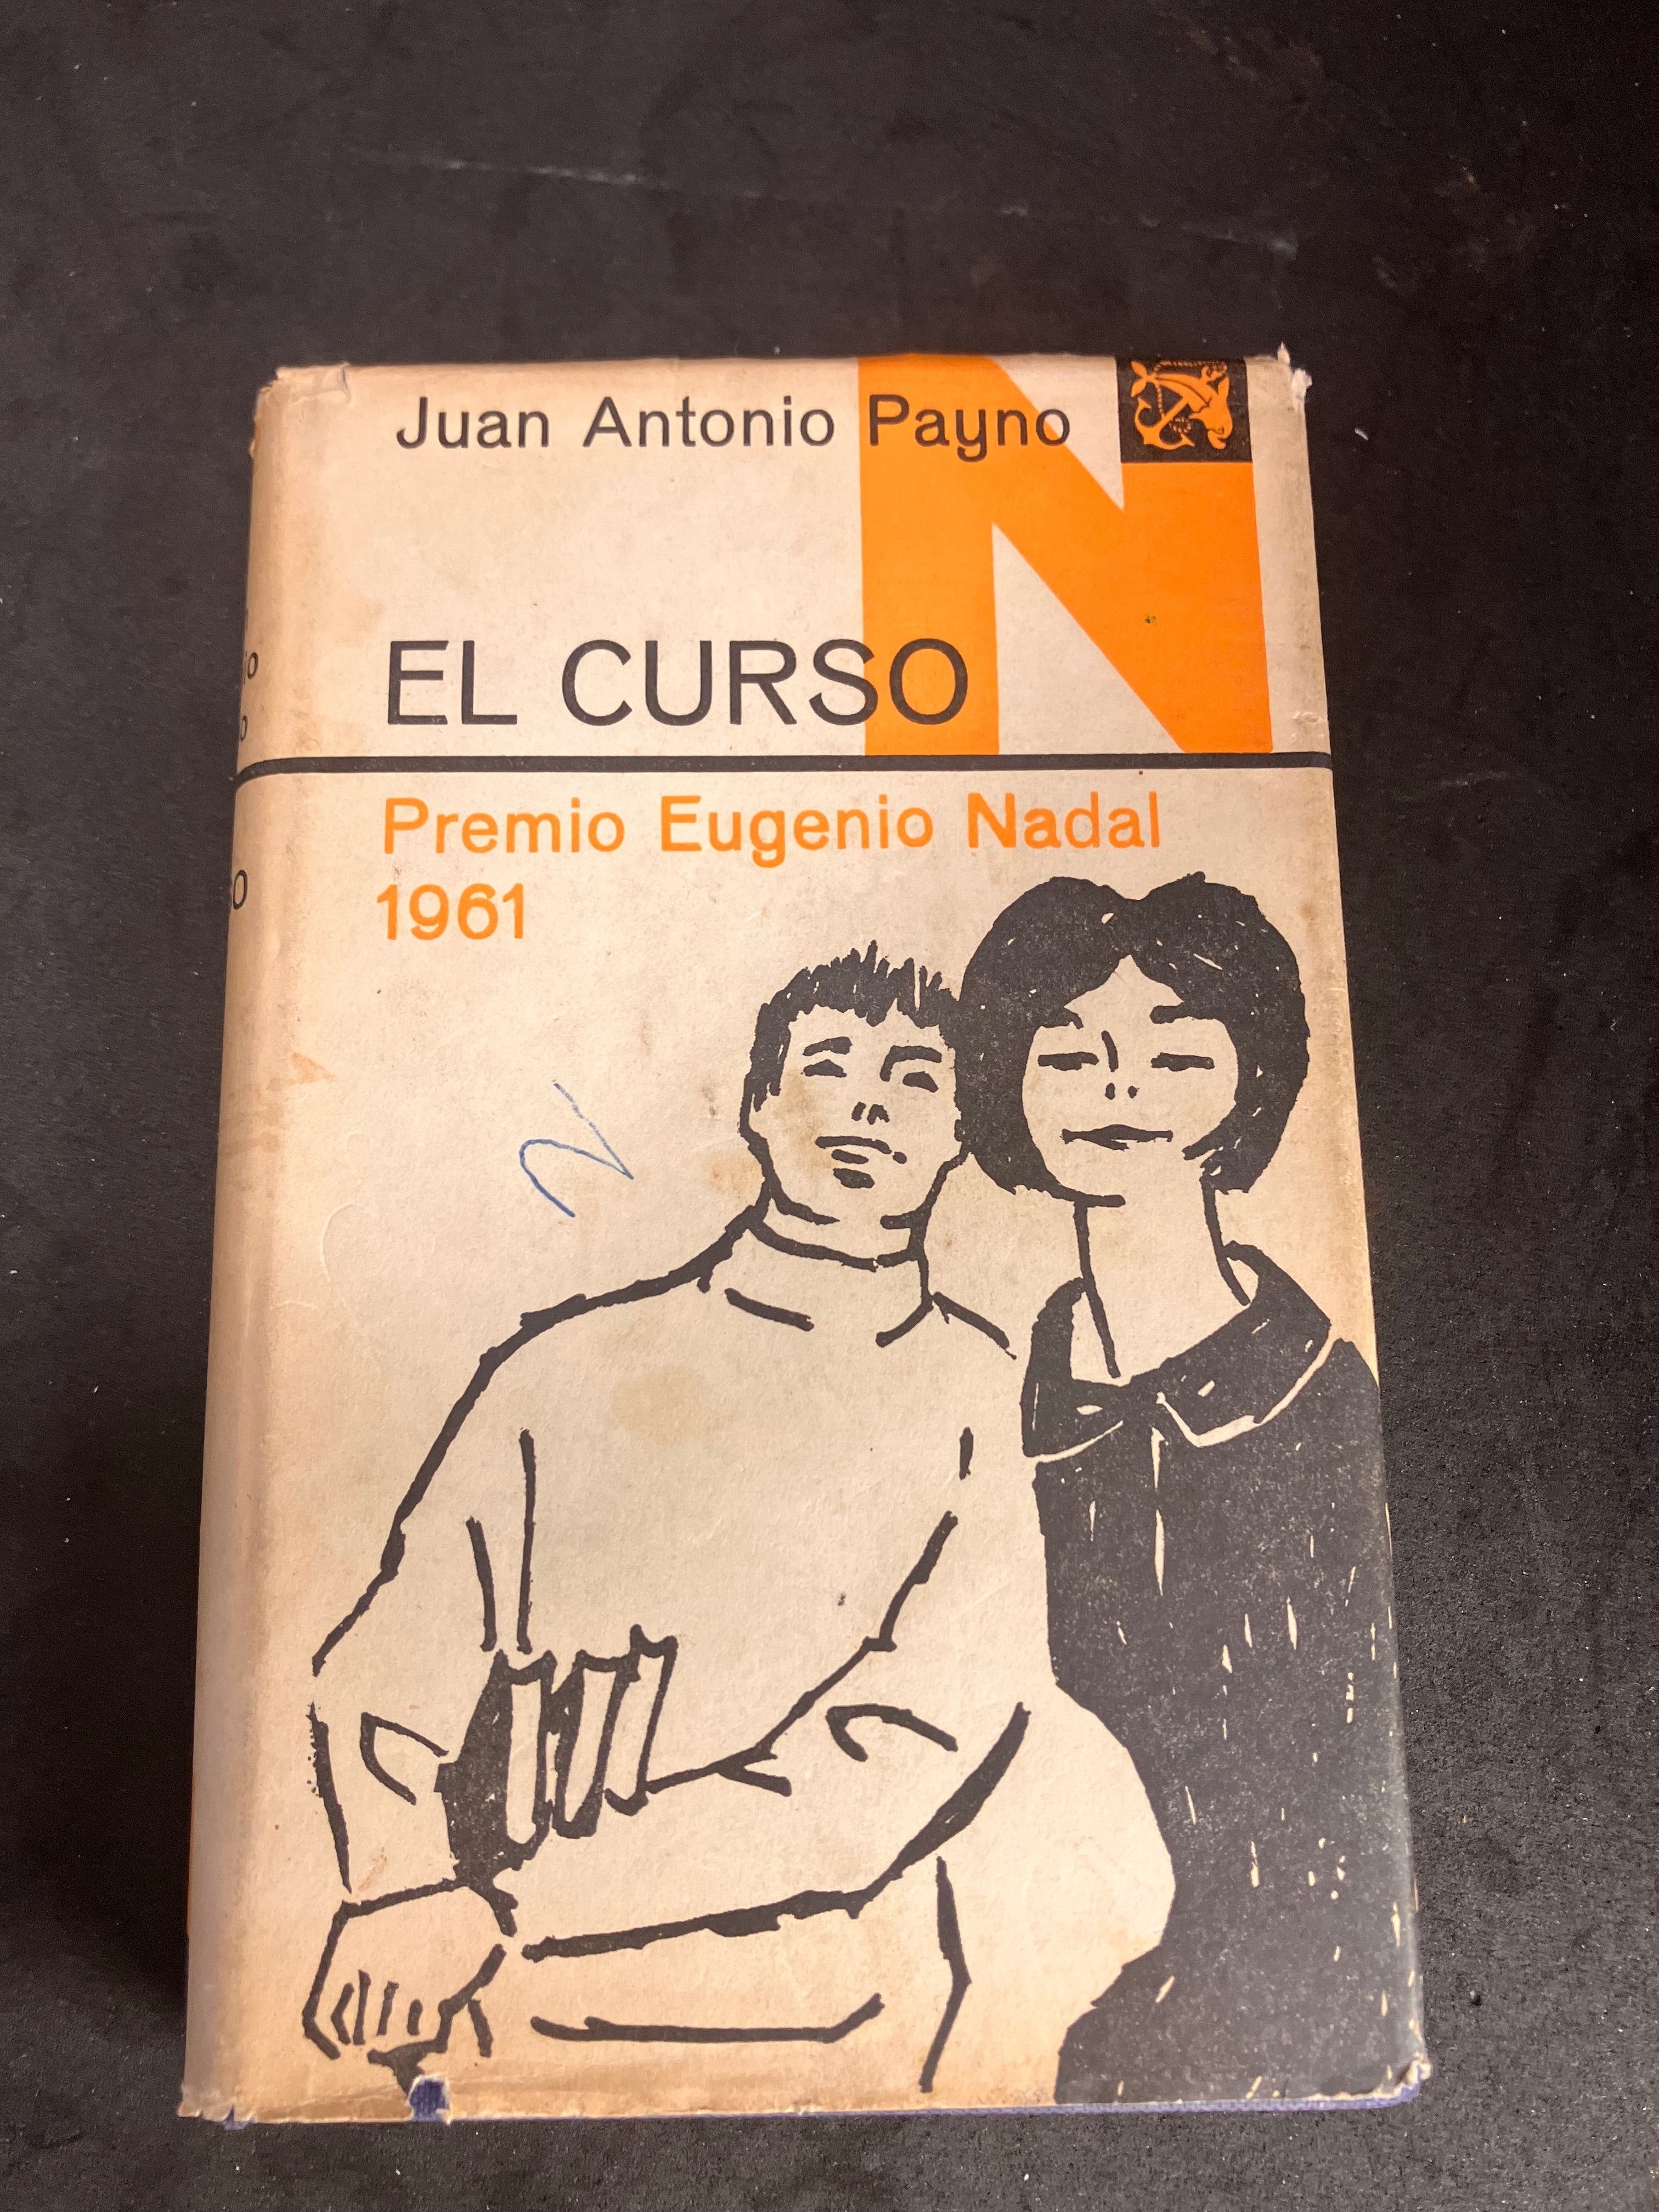 Juan Antonio Payno
N
EL CURSO
Premio Eugenio Nadal
1961